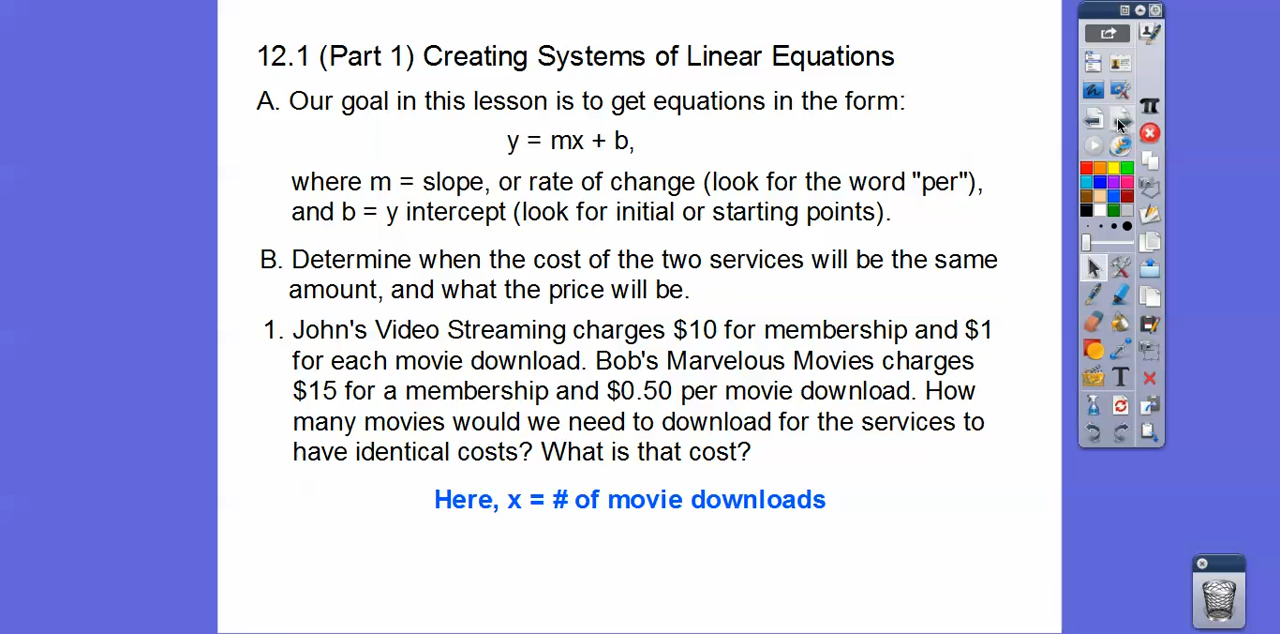 12.1 (Part 1) Creating Systems of Linear Equations
A. Our goal in this lesson is to get equations in the form:
y = mx + b,
where m = slope, or rate of change (look for the word "per"),
and b = y intercept (look for initial or starting points).
B. Determine when the cost of the two services will be the same
amount, and what the price will be.
1. John's Video Streaming charges $10 for membership and $1
for each movie download. Bob's Marvelous Movies charges
$15 for a membership and $0.50 per movie download. How
many movies would we need to download for the services to
have identical costs? What is that cost?
Here, x = # of movie downloads